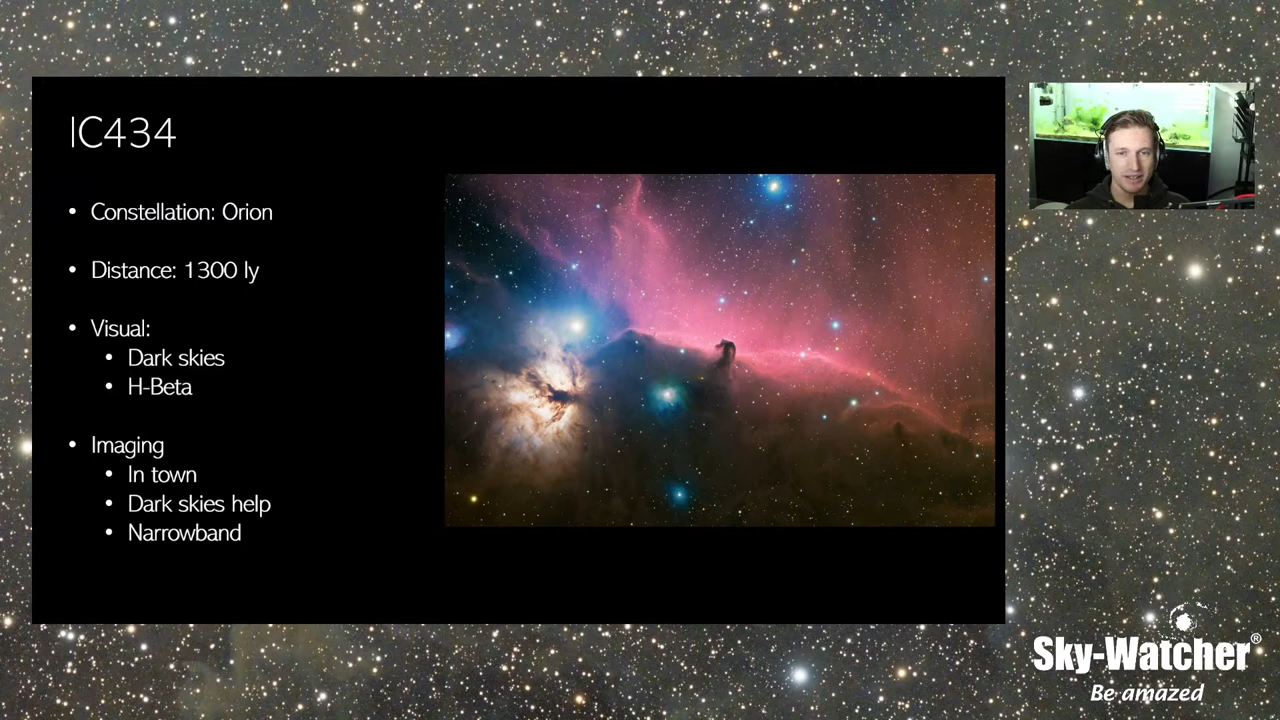 IC434
• Constellation: Orion
• Distance: 1300 ly
• Visual:
• Dark skies
• H-Beta
• Imaging
• In town
• Dark skies help
• Narrowband
Sky-Watcher®
Be amazed